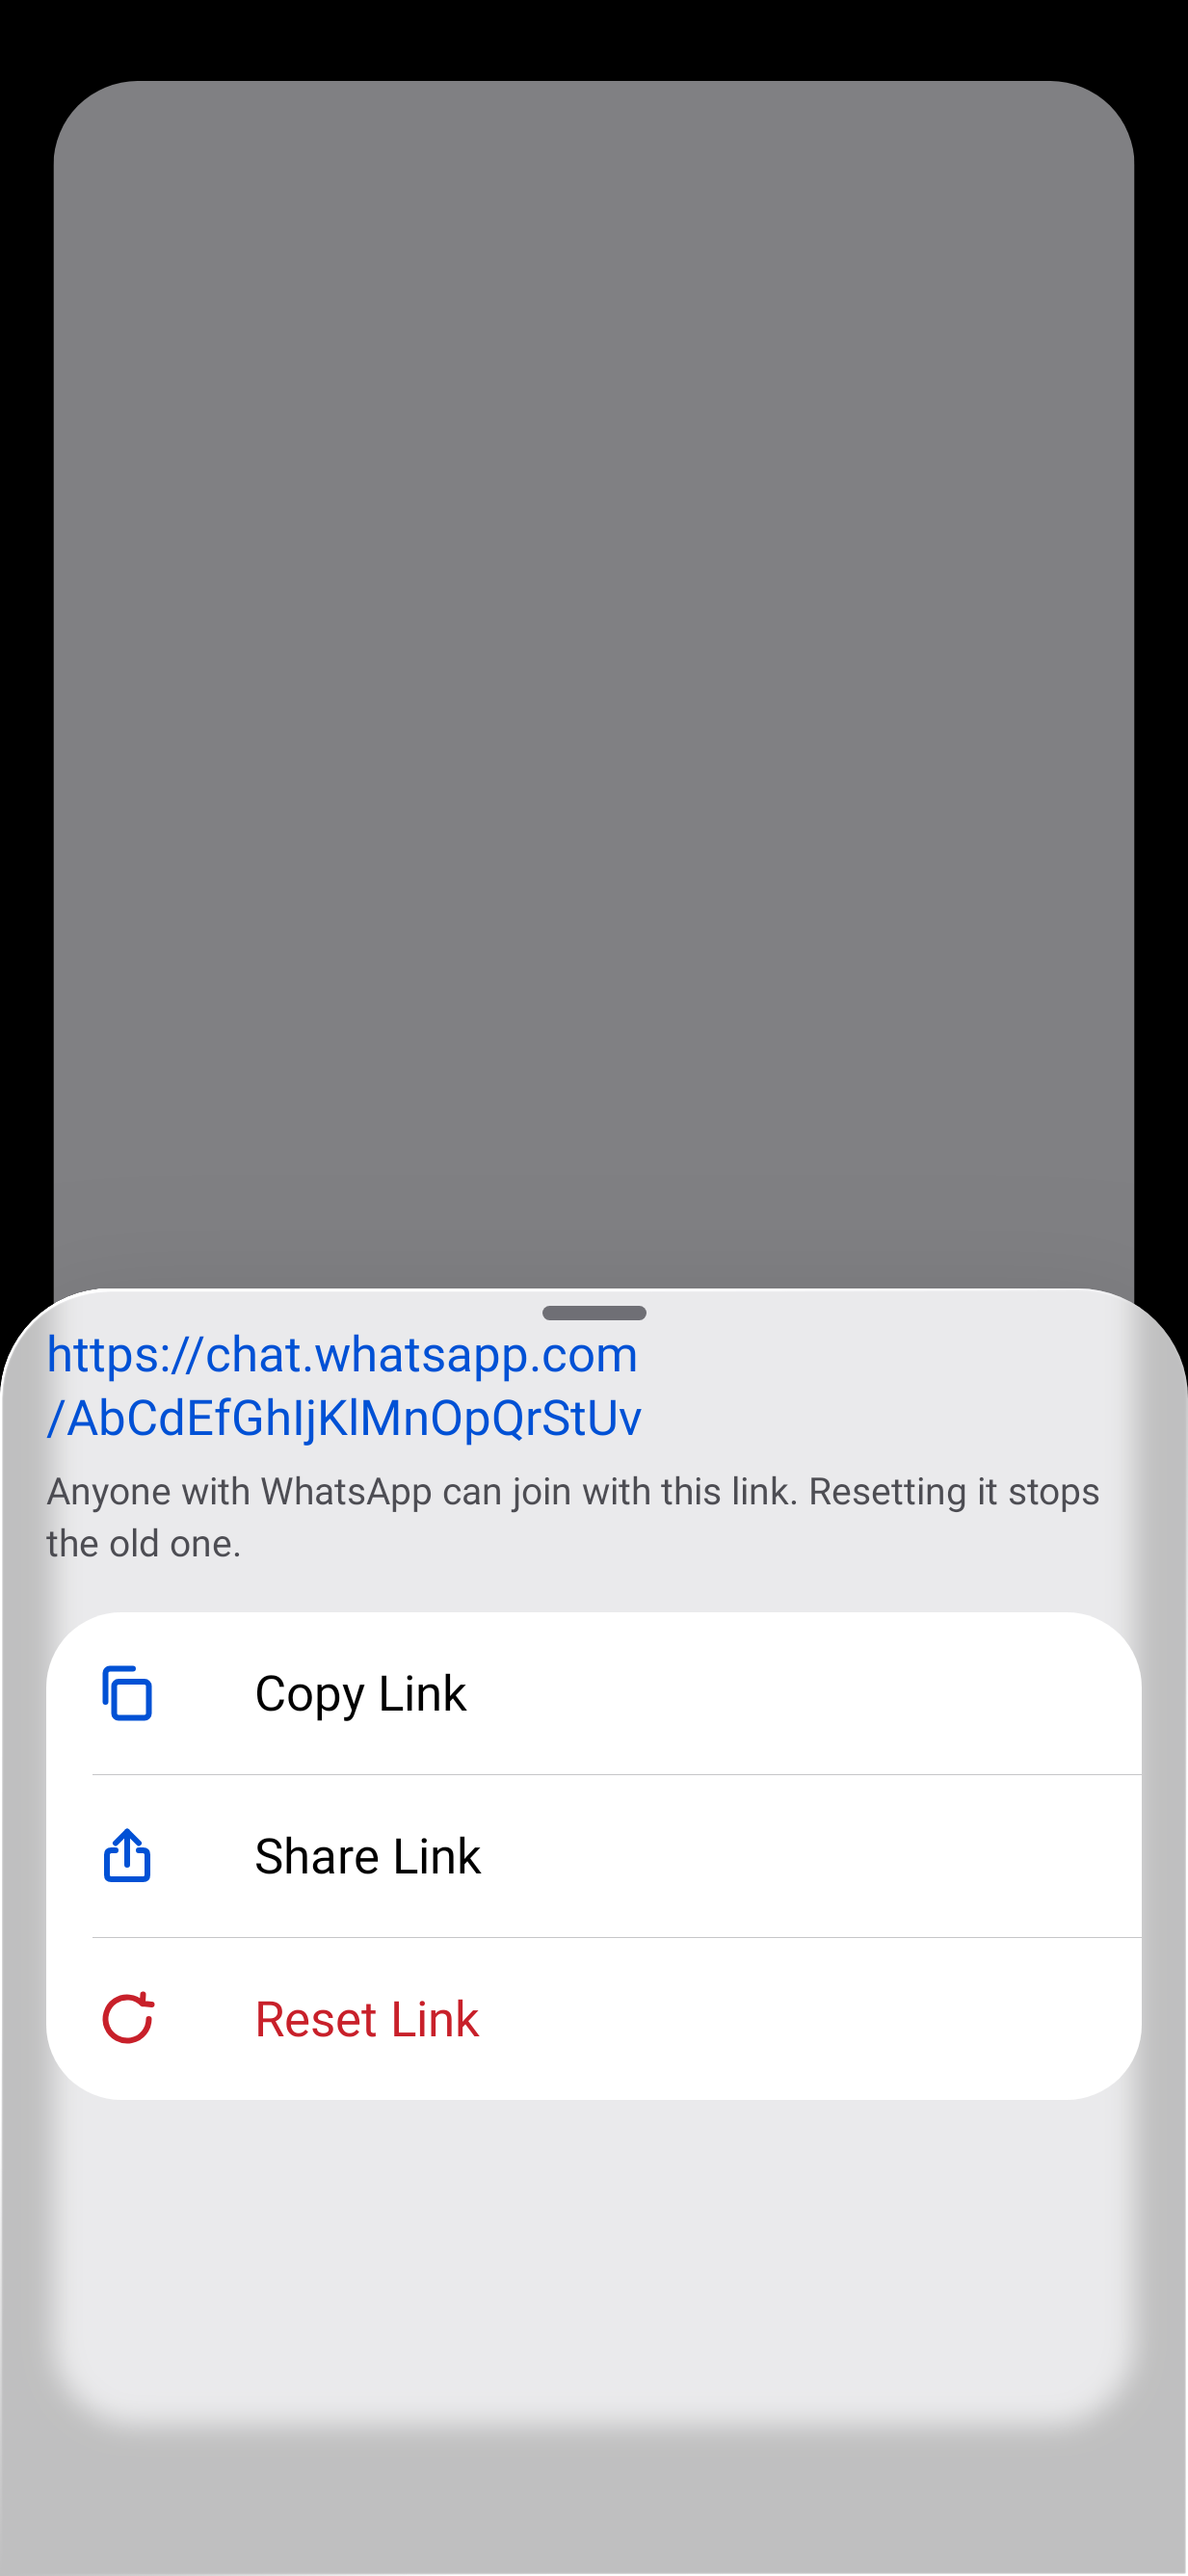 https://chat.whatsapp.com
/AbCdEfGhIjKlMnOpQrStUv
Anyone with WhatsApp can join with this link. Resetting it stops
the old one.
Copy Link
Share Link
Reset Link